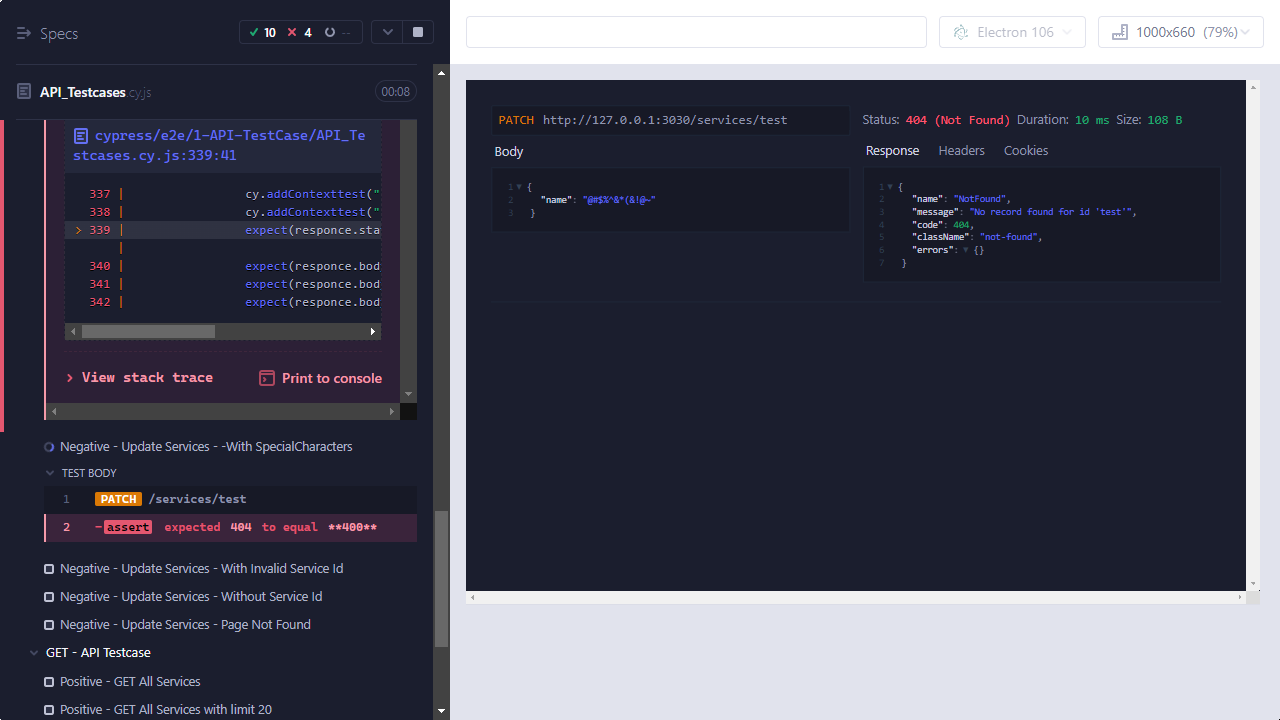 Specs
10
4
--
API_Testcases.cy.js
00:08
cypress/e2e/1-API-TestCase/API_Te
stcases.cy.js:339:41
337 | cy.addContexttest("
338 | cy.addContexttest("
> 339 | expect(responce.sta
|
340 | expect(responce.bod
341 | expect(responce.bod
342 | expect(responce.bod
View stack trace
Print to console
Negative - Update Services - -With SpecialCharacters
TEST BODY
1 PATCH /services/test
2 -assert expected 404 to equal **400**
Negative - Update Services - With Invalid Service Id
Negative - Update Services - Without Service Id
Negative - Update Services - Page Not Found
GET - API Testcase
Positive - GET All Services
Positive - GET All Services with limit 20
Electron 106
1000x660 (79%)
PATCH http://127.0.0.1:3030/services/test
Body
1 {
2 "name": "@#$%^&*(&!@~"
3 }
Status: 404 (Not Found) Duration: 10 ms Size: 108 B
Response Headers Cookies
1 {
2 "name": "NotFound",
3 "message": "No record found for id 'test'",
4 "code": 404,
5 "className": "not-found",
6 "errors": {}
7 }